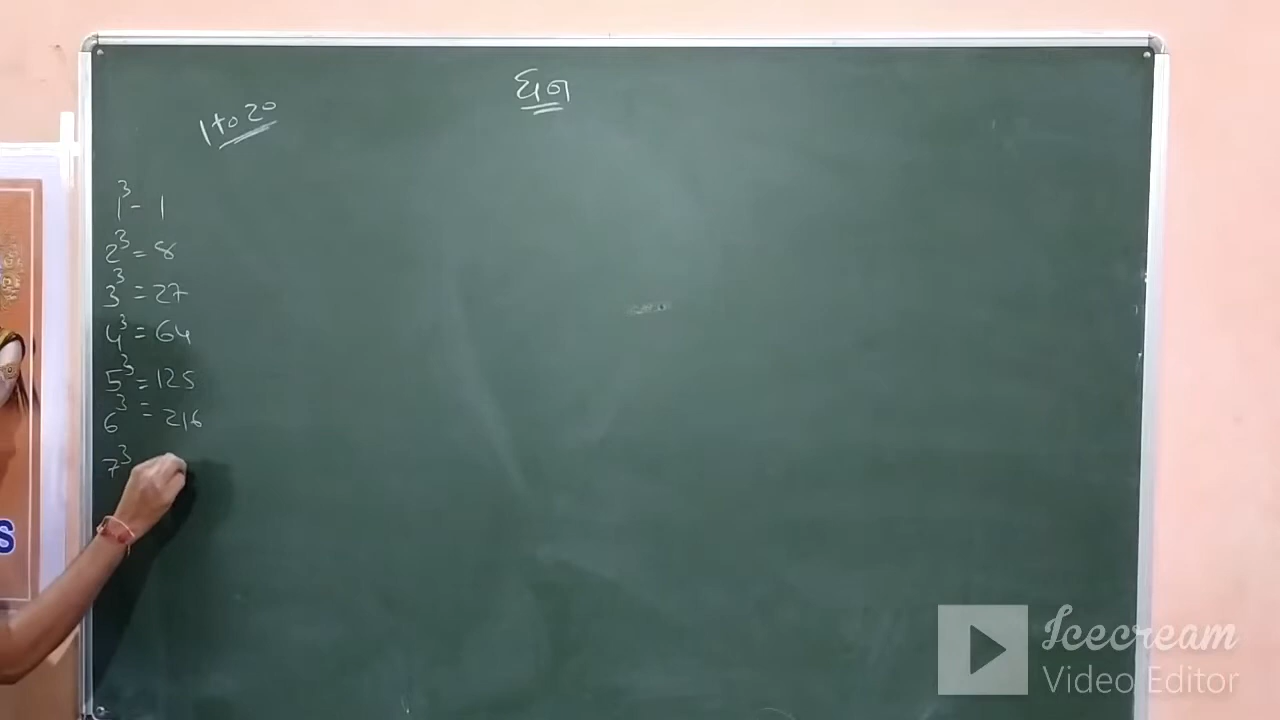 ઘન
1 to 20
1³ - 1
2³ = 8
3³ = 27
4³ = 64
5³ = 125
6³ = 216
7³
S
Icecream
Video Editor